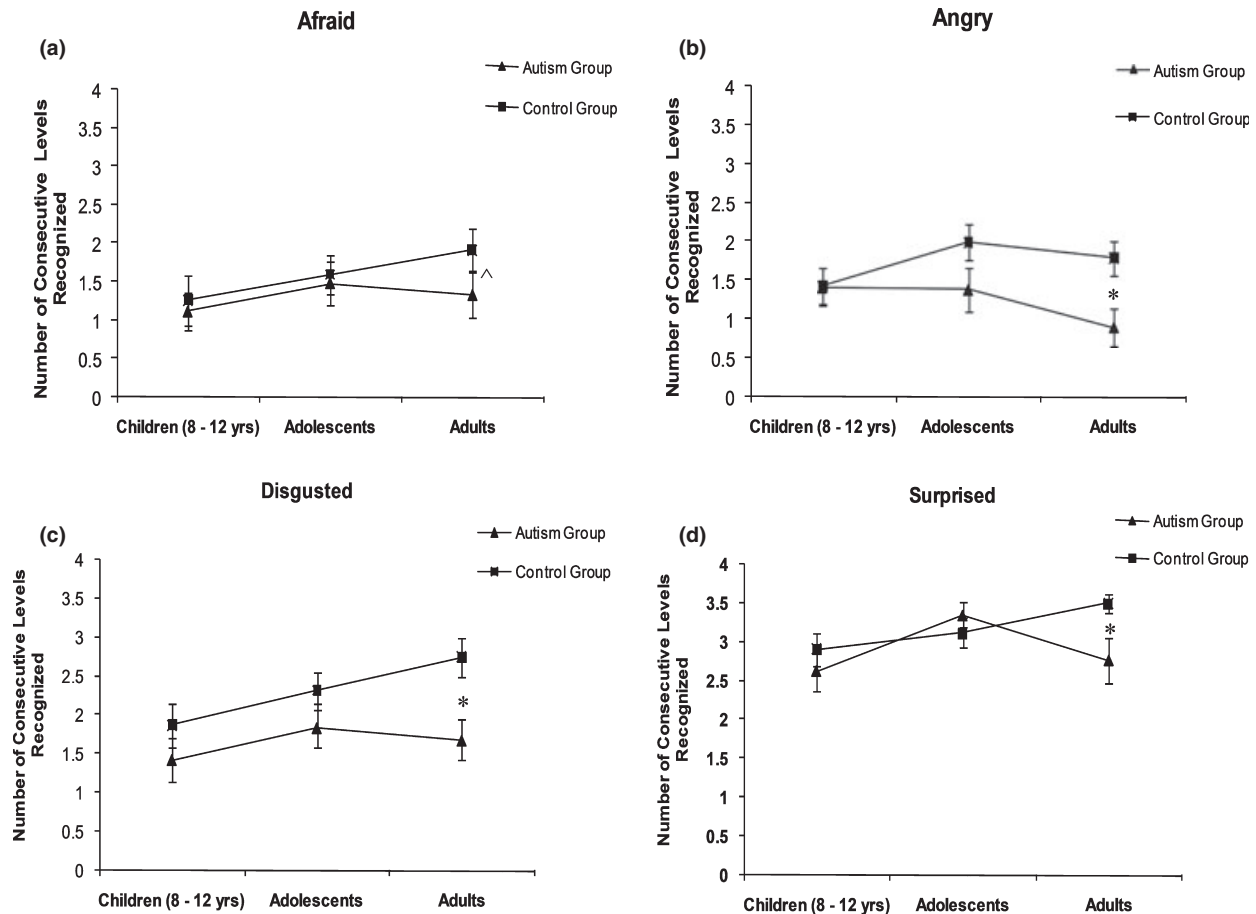 Afraid
(a)
Autism Group
Control Group
4
3.5
3
2.5
2
1.5
1
0.5
0
^
Number of Consecutive Levels
Recognized
Children (8 - 12 yrs) Adolescents Adults
Angry
(b)
Autism Group
Control Group
4
3.5
3
2.5
2
1.5
1
0.5
0
*
Number of Consecutive Levels
Recognized
Children (8 - 12 yrs) Adolescents Adults
Disgusted
(c)
Autism Group
Control Group
4
3.5
3
2.5
2
1.5
1
0.5
0
*
Number of Consecutive Levels
Recognized
Children (8 - 12 yrs) Adolescents Adults
Surprised
(d)
Autism Group
Control Group
4
3.5
3
2.5
2
1.5
1
0.5
0
*
Number of Consecutive Levels
Recognized
Children (8 - 12 yrs) Adolescents Adults